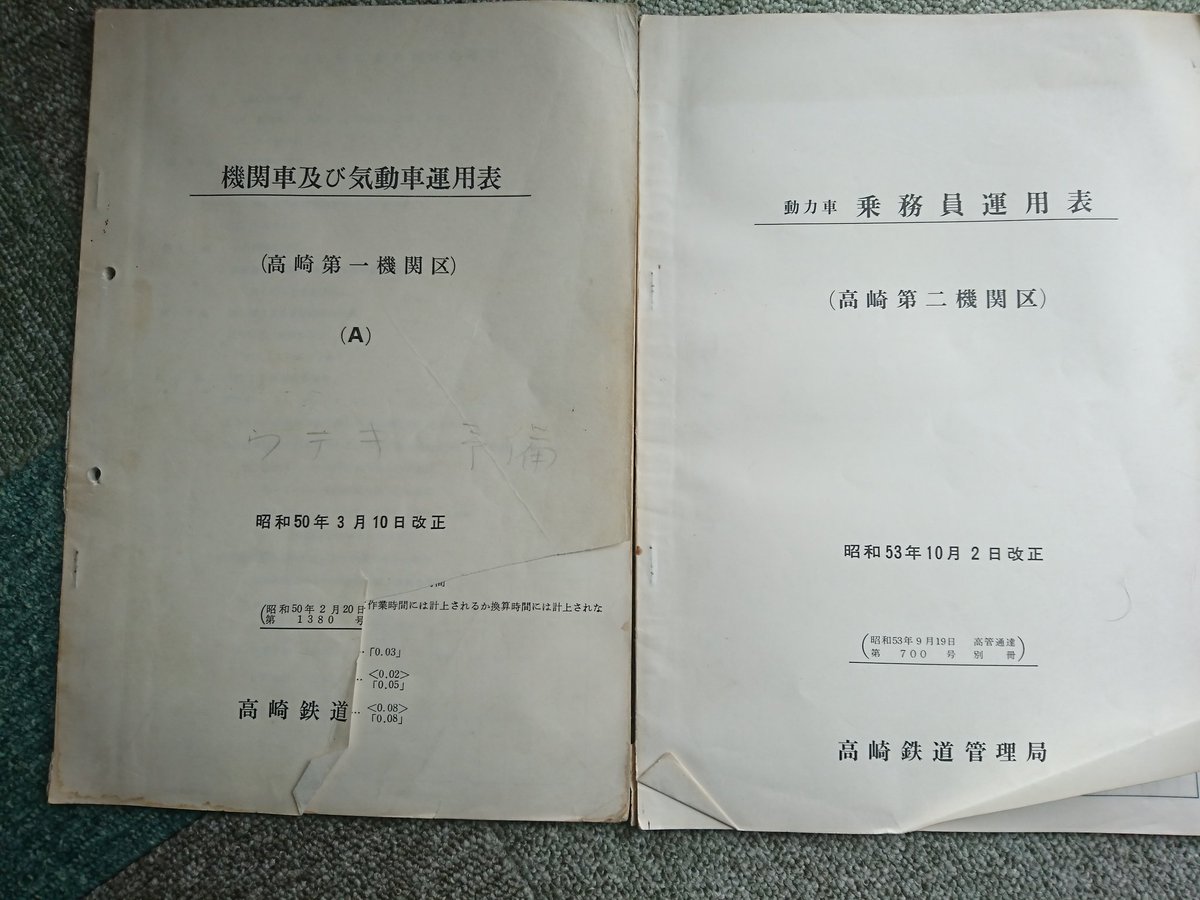 機関車及び気動車運用表
(高崎第一機関区)
(A)
ウテキ 予備
昭和50年3月10日改正
昭和50年2月20日
第 1380 号
作業時間には計上されるか換算時間には計上されな
「0.03」
<0.02>
「0.05」
<0.08>
「0.08」
高崎鉄道
動力車 乗務員運用表
(高崎第二機関区)
昭和53年10月2日改正
(昭和53年9月19日 高管通達
第 700 号 別冊)
高崎鉄道管理局